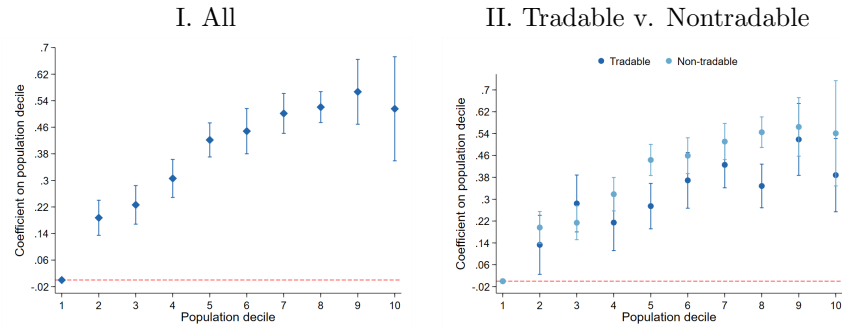 I. All
Coefficient on population decile
.7
.62
.54
.46
.38
.3
.22
.14
.06
-.02
1 2 3 4 5 6 7 8 9 10
Population decile
II. Tradable v. Nontradable
Tradable Non-tradable
Coefficient on population decile
.7
.62
.54
.46
.38
.3
.22
.14
.06
-.02
1 2 3 4 5 6 7 8 9 10
Population decile